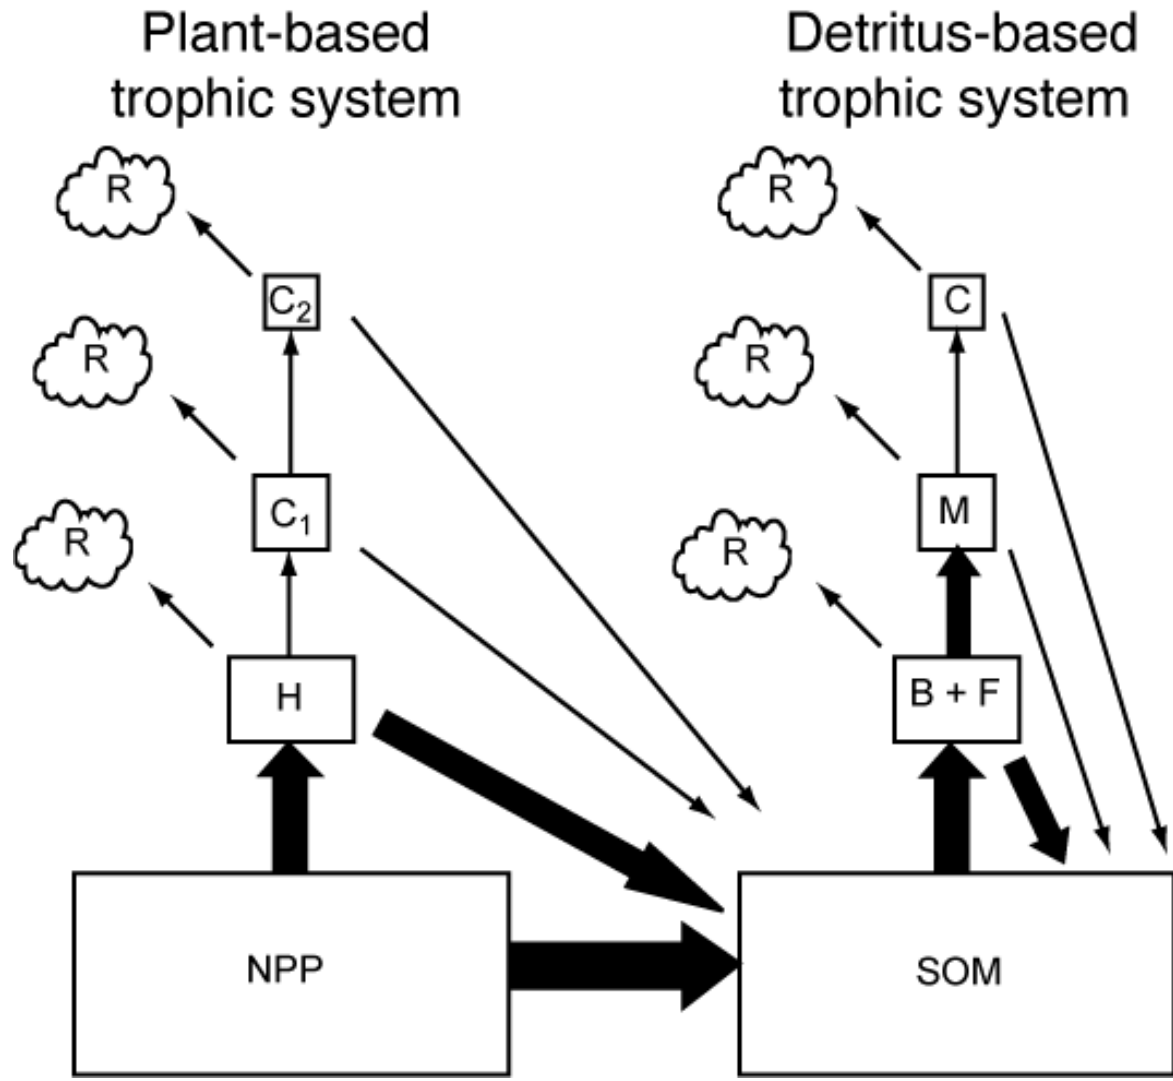 Plant-based
trophic system
R
C₂
R
C₁
R
H
NPP
Detritus-based
trophic system
R
C
R
M
R
B + F
SOM